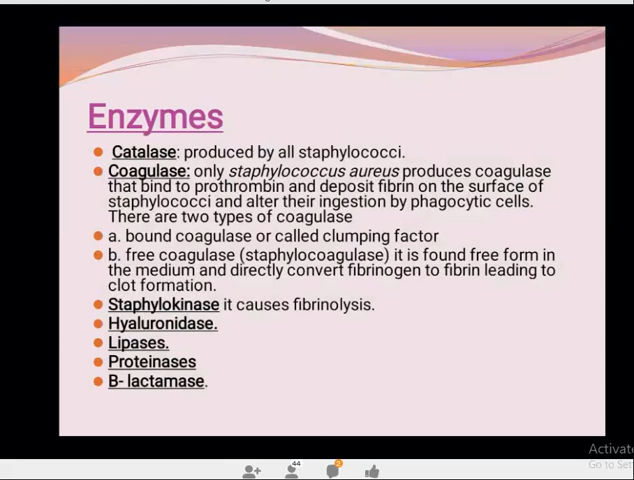 Enzymes
Catalase: produced by all staphylococci.
Coagulase: only staphylococcus aureus produces coagulase
that bind to prothrombin and deposit fibrin on the surface of
staphylococci and alter their ingestion by phagocytic cells.
There are two types of coagulase
a. bound coagulase or called clumping factor
b. free coagulase (staphylocoagulase) it is found free form in
the medium and directly convert fibrinogen to fibrin leading to
clot formation.
Staphylokinase it causes fibrinolysis.
Hyaluronidase.
Lipases.
Proteinases
B- lactamase.
Activat
Go to Set
44
2